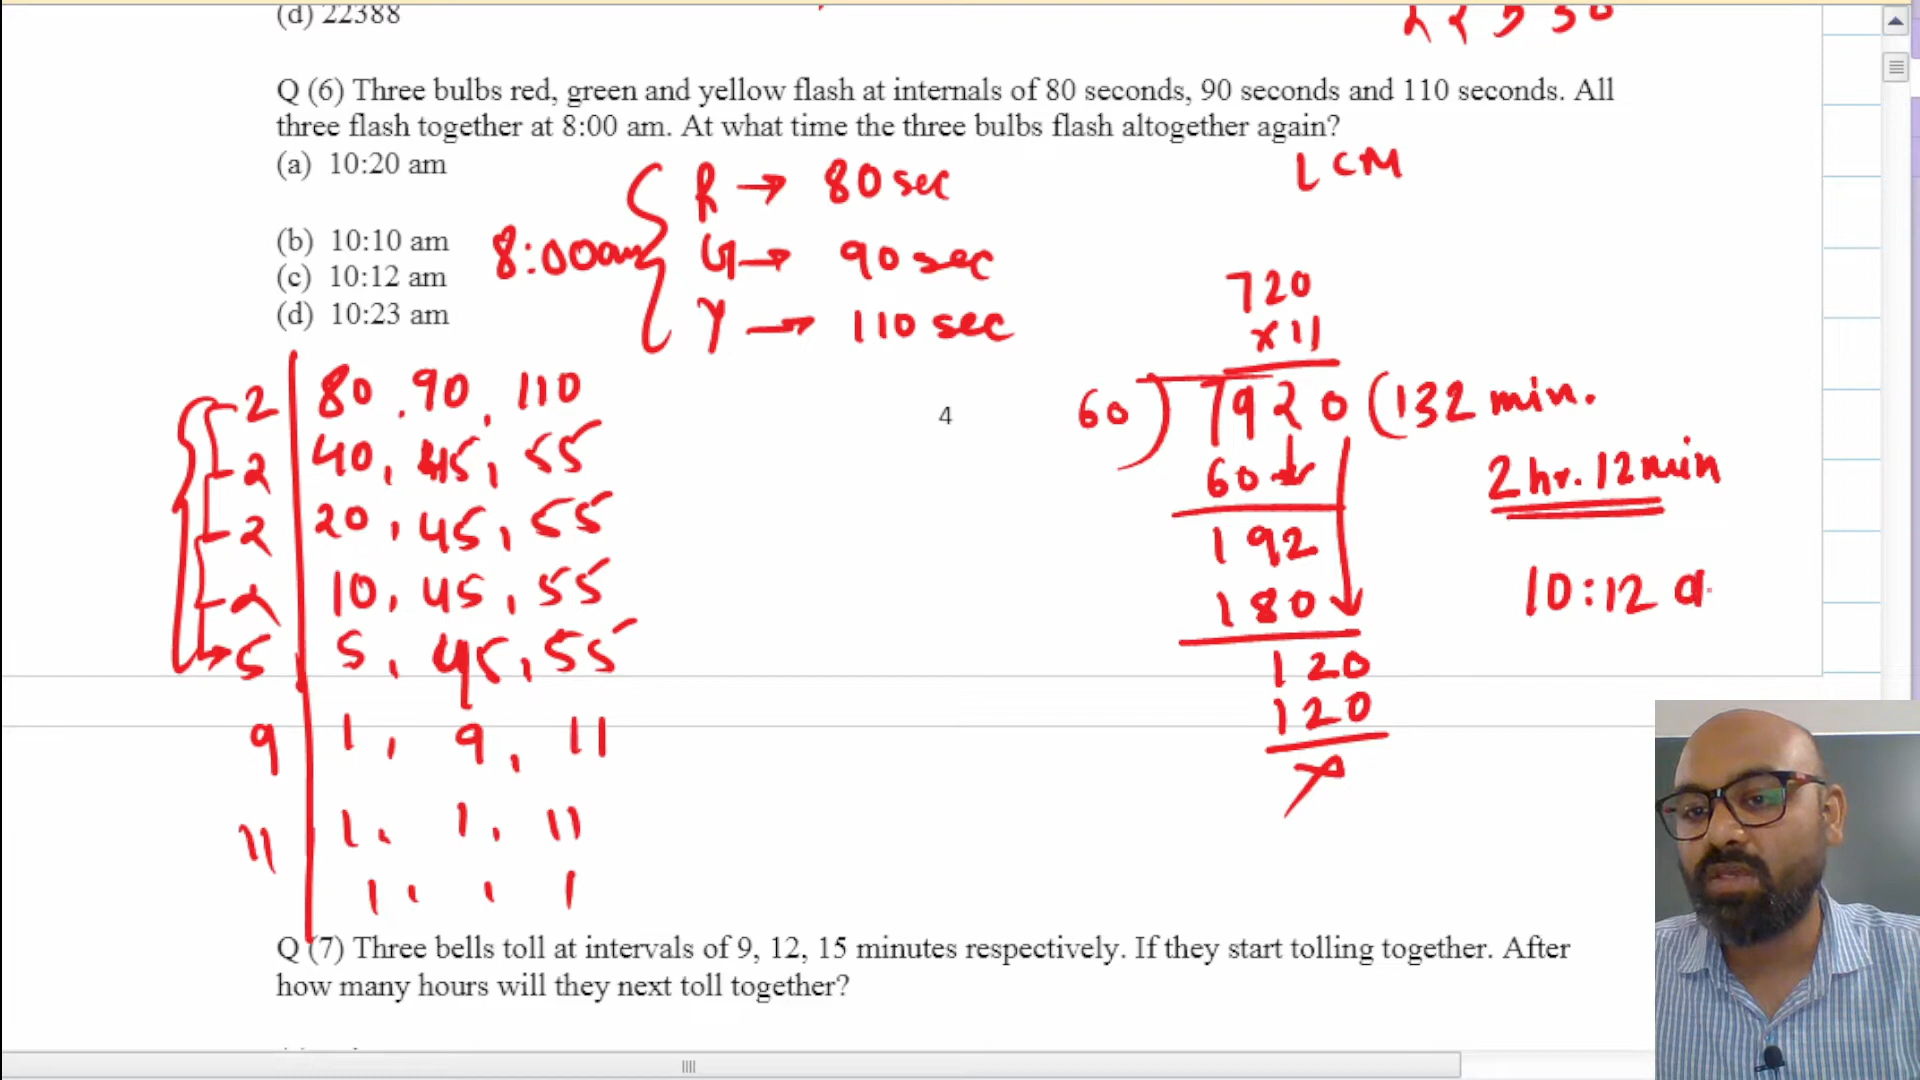 (d) 22388
Q (6) Three bulbs red, green and yellow flash at internals of 80 seconds, 90 seconds and 110 seconds. All
three flash together at 8:00 am. At what time the three bulbs flash altogether again?
(a) 10:20 am
(b) 10:10 am
(c) 10:12 am
(d) 10:23 am
LCM
8:00am
R → 80 sec
G → 90 sec
Y → 110 sec
2 80, 90, 110
2 40, 45, 55
2 20, 45, 55
2 10, 45, 55
5 5, 45, 55
9 1, 9, 11
11 1, 1, 11
1, 1, 1
4
720
x 11
60) 7920 (132 min.
60
192
180
120
120
x
2 hr. 12 min
10:12 a
Q (7) Three bells toll at intervals of 9, 12, 15 minutes respectively. If they start tolling together. After
how many hours will they next toll together?